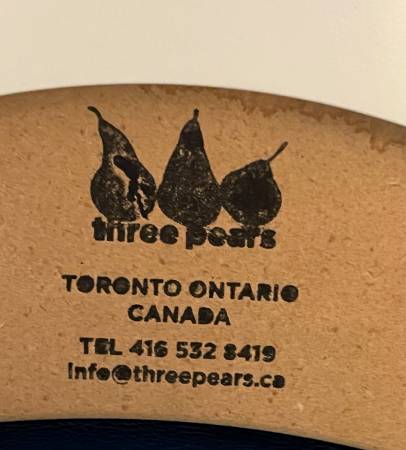 three pears
TORONTO ONTARIO
CANADA
TEL 416 532 8419
Info@threepears.ca